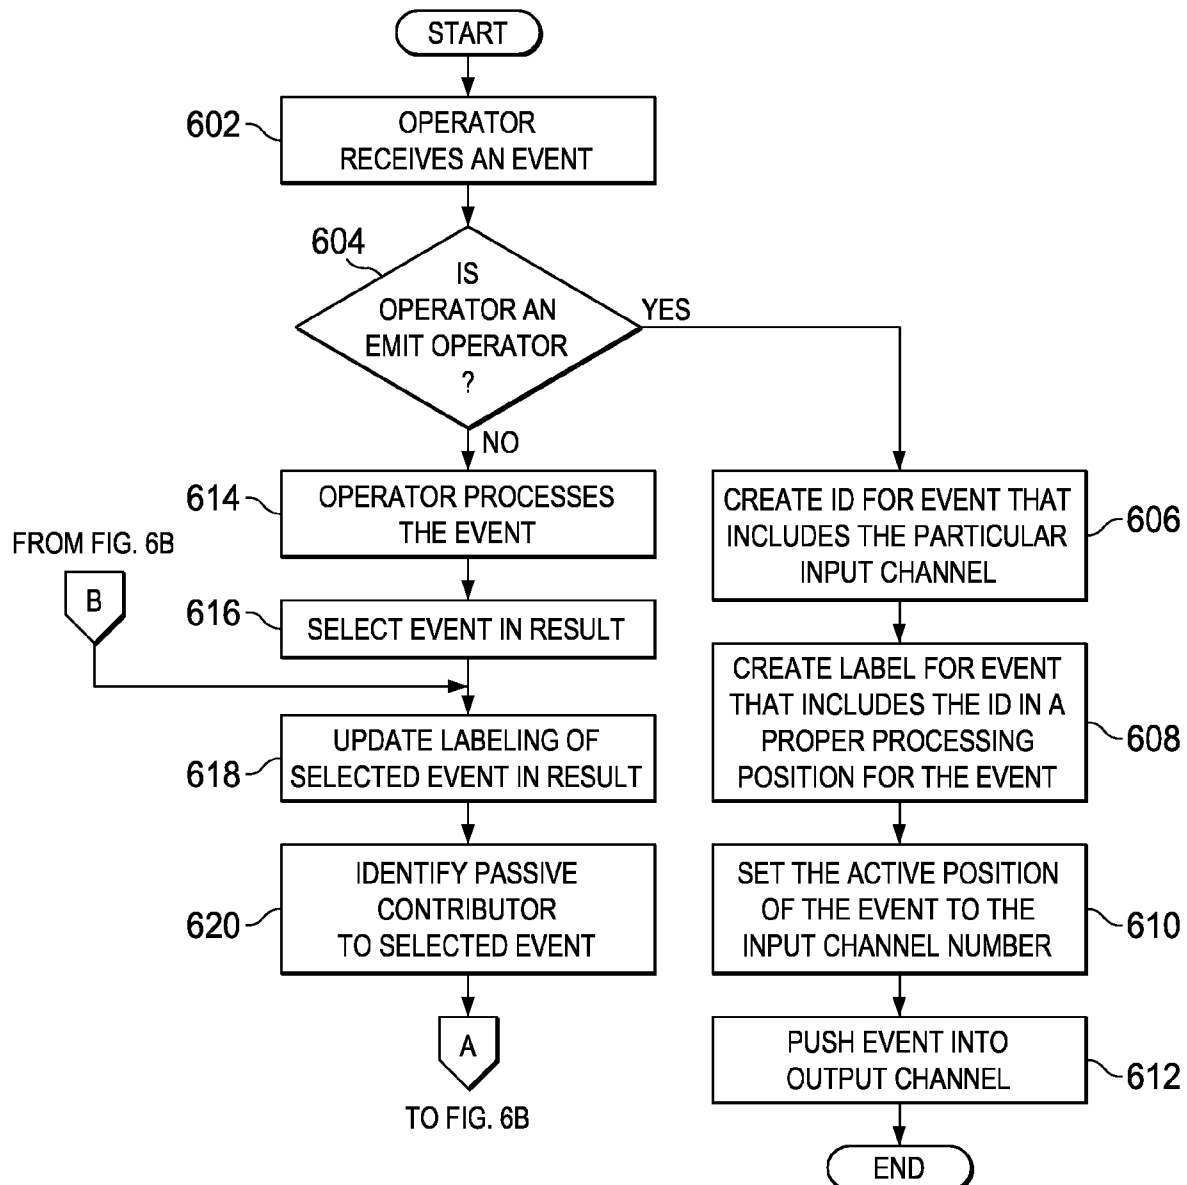 START
602
OPERATOR
RECEIVES AN EVENT
604
IS
OPERATOR AN
EMIT OPERATOR
?
YES
NO
614
OPERATOR PROCESSES
THE EVENT
FROM FIG. 6B
B
616
SELECT EVENT IN RESULT
618
UPDATE LABELING OF
SELECTED EVENT IN RESULT
620
IDENTIFY PASSIVE
CONTRIBUTOR
TO SELECTED EVENT
A
TO FIG. 6B
CREATE ID FOR EVENT THAT
INCLUDES THE PARTICULAR
INPUT CHANNEL
606
CREATE LABEL FOR EVENT
THAT INCLUDES THE ID IN A
PROPER PROCESSING
POSITION FOR THE EVENT
608
SET THE ACTIVE POSITION
OF THE EVENT TO THE
INPUT CHANNEL NUMBER
610
PUSH EVENT INTO
OUTPUT CHANNEL
612
END